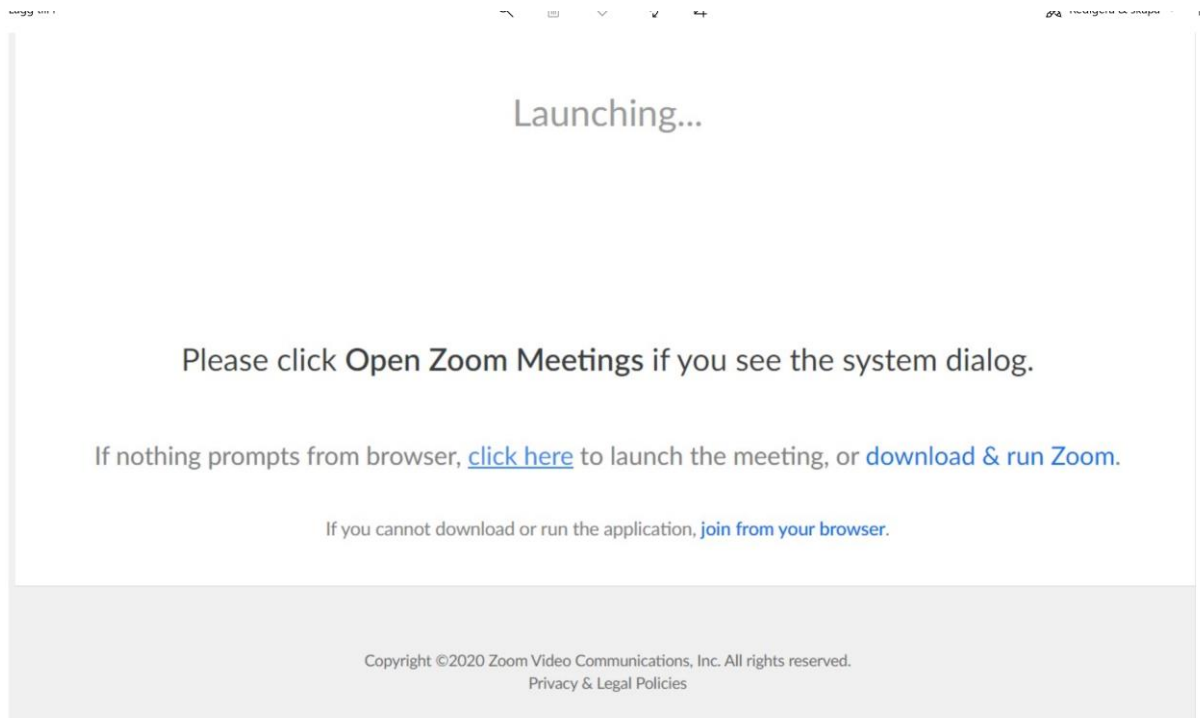 Launching...
Please click Open Zoom Meetings if you see the system dialog.
If nothing prompts from browser, click here to launch the meeting, or download & run Zoom.
If you cannot download or run the application, join from your browser.
Copyright ©2020 Zoom Video Communications, Inc. All rights reserved.
Privacy & Legal Policies